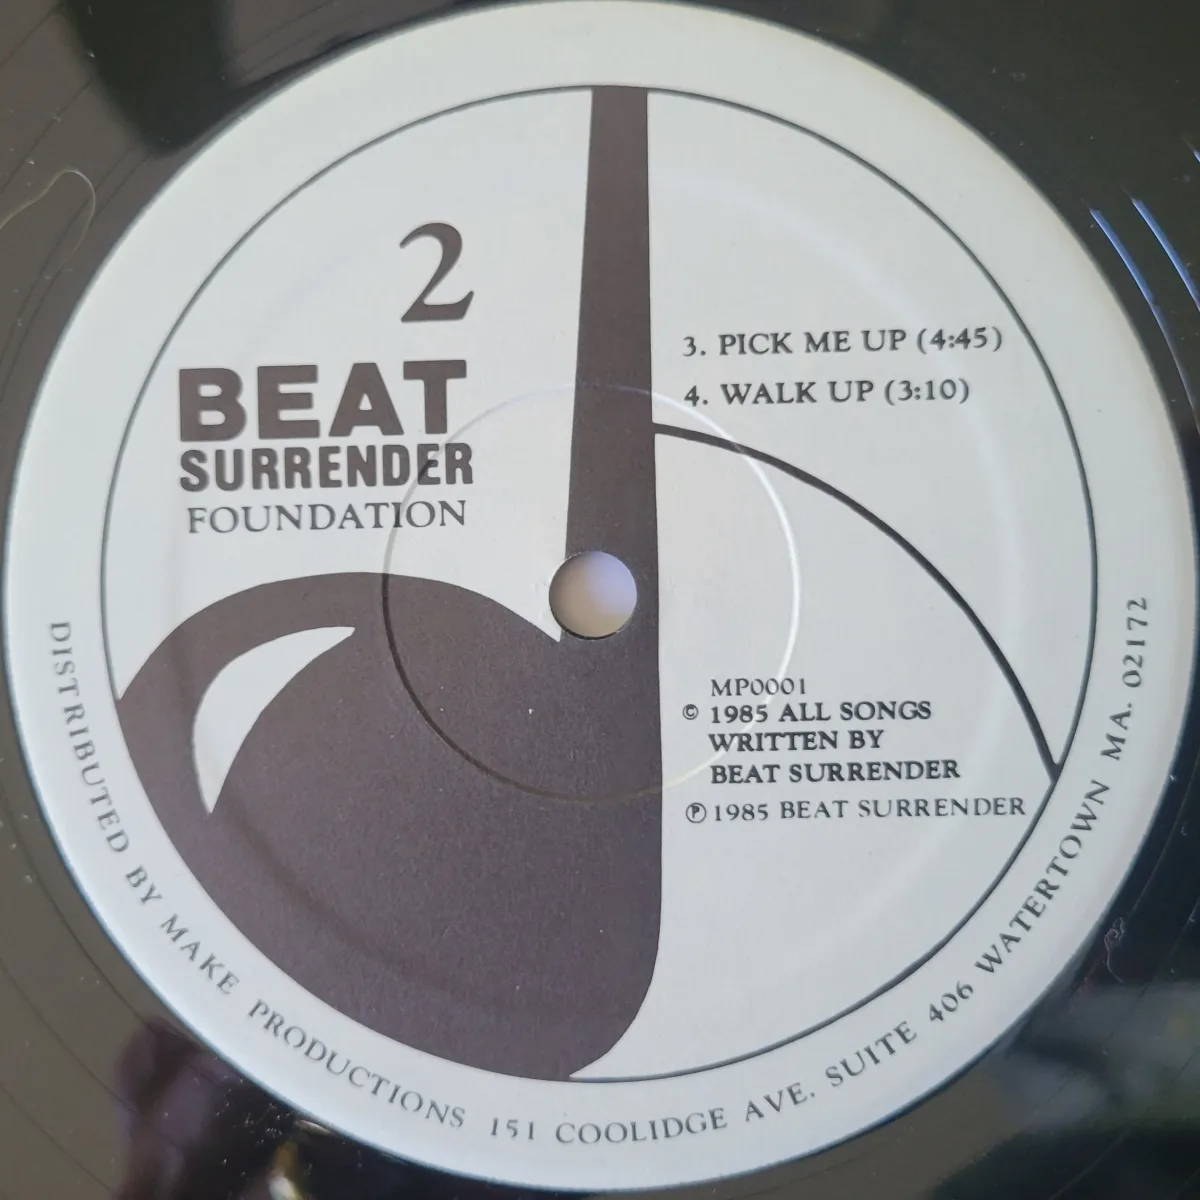 2
BEAT
SURRENDER
FOUNDATION
3. PICK ME UP (4:45)
4. WALK UP (3:10)
MP0001
© 1985 ALL SONGS
WRITTEN BY
BEAT SURRENDER
℗ 1985 BEAT SURRENDER
DISTRIBUTED BY MAKE PRODUCTIONS 151 COOLIDGE AVE. SUITE 406 WATERTOWN MA. 02172